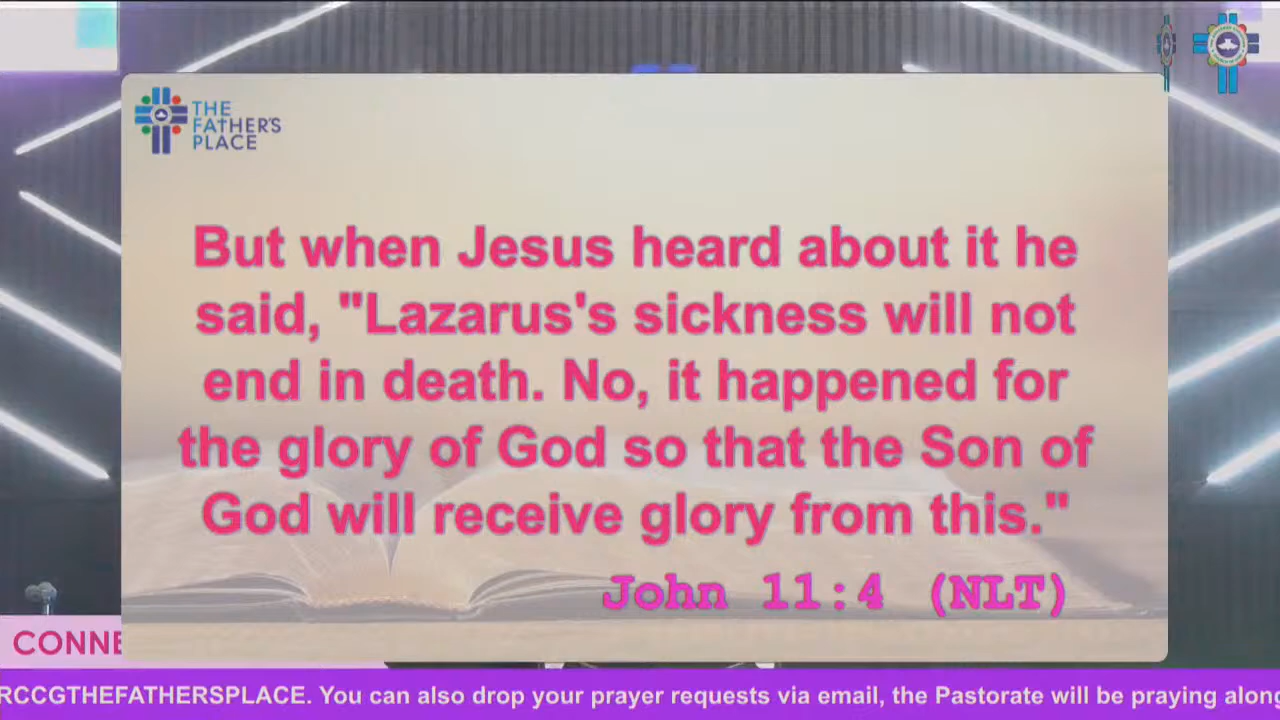 THE
FATHER'S
PLACE
But when Jesus heard about it he
said, "Lazarus's sickness will not
end in death. No, it happened for
the glory of God so that the Son of
God will receive glory from this."
John 11:4 (NLT)
CONNE
RCCGTHEFATHERSPLACE. You can also drop your prayer requests via email, the Pastorate will be praying along